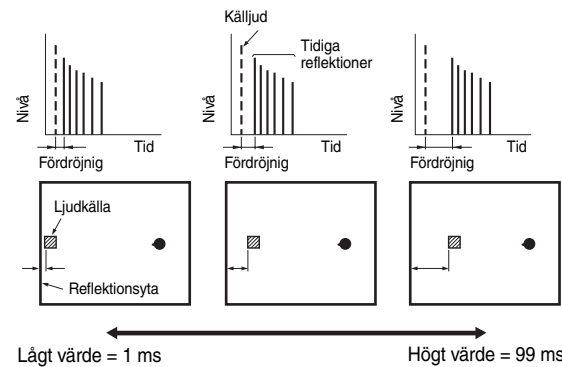 Källjud
Tidiga
reflektioner
Nivå
Tid
Fördröjnig
Nivå
Tid
Fördröjnig
Nivå
Tid
Fördröjnig
Ljudkälla
Reflektionsyta
Lågt värde = 1 ms
Högt värde = 99 ms